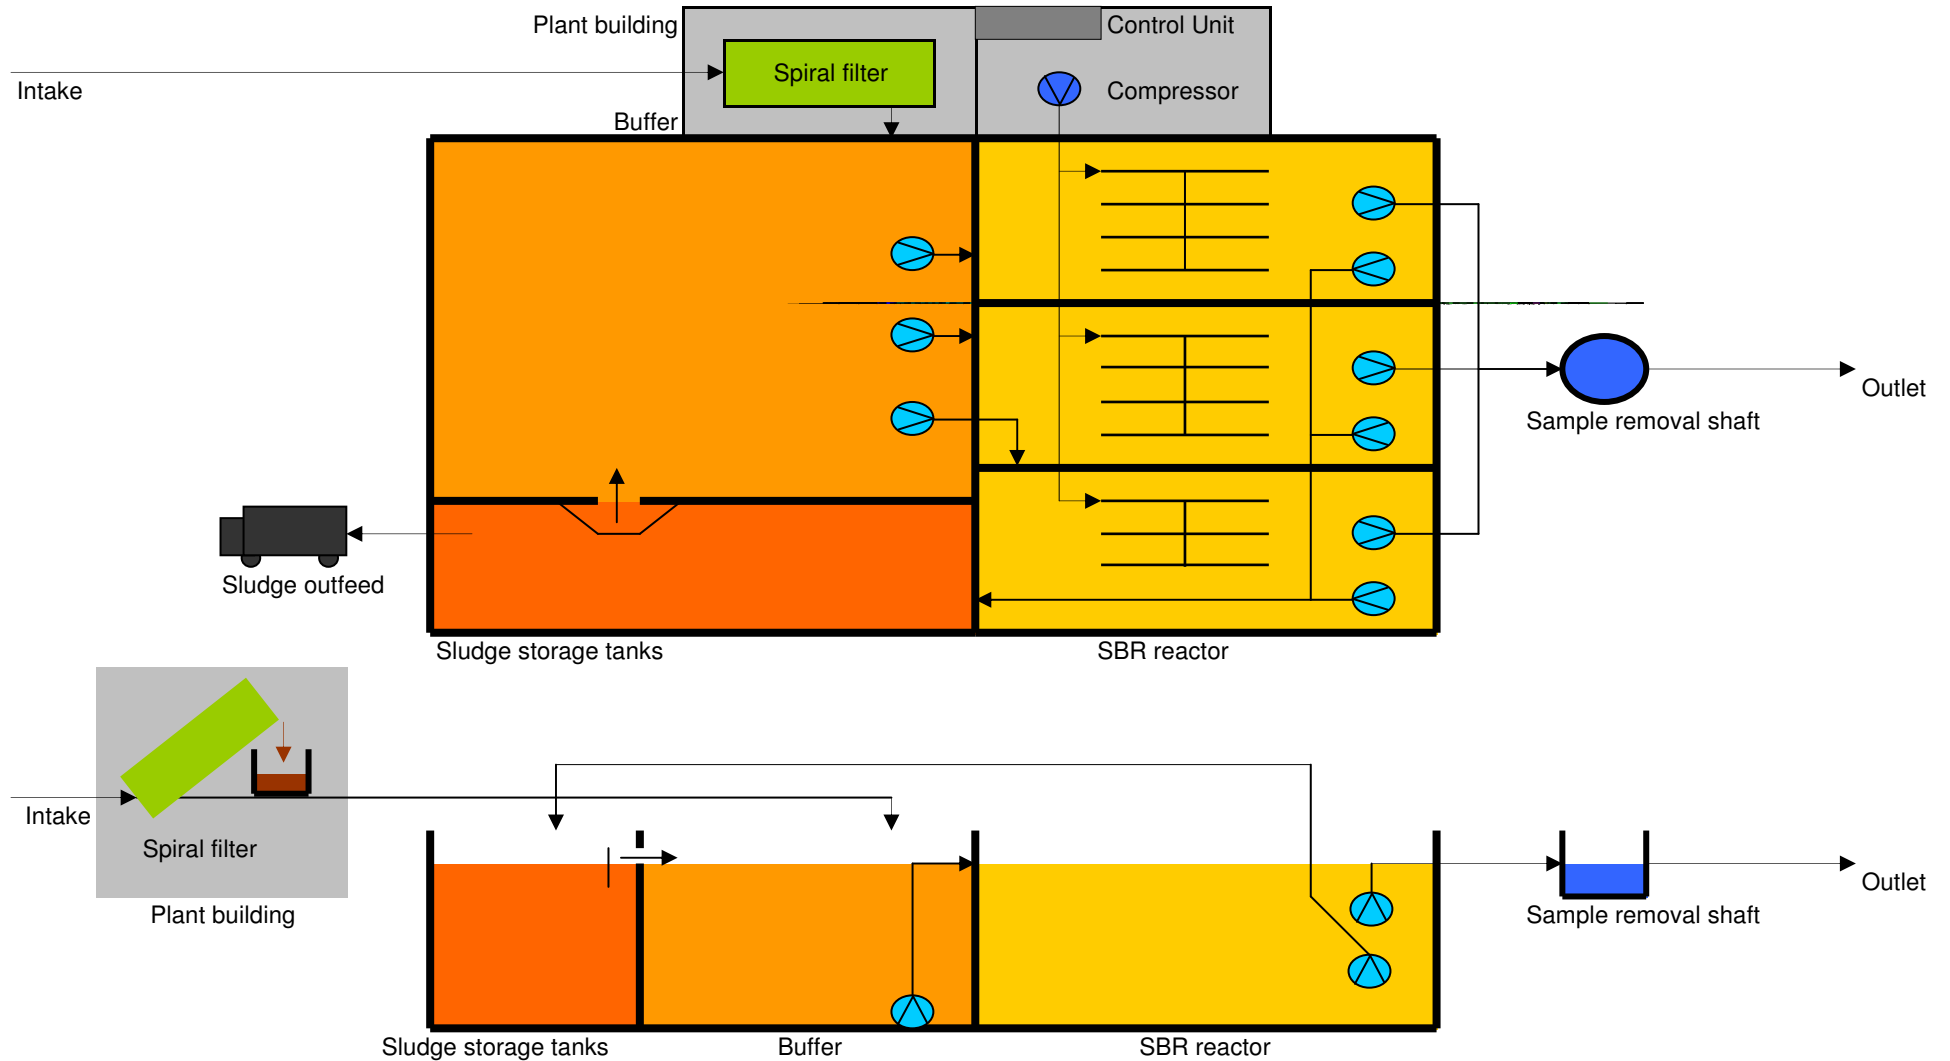 Plant building
Control Unit
Spiral filter
Intake
Compressor
Buffer
Outlet
Sample removal shaft
Sludge outfeed
Sludge storage tanks
SBR reactor
Intake
Spiral filter
Plant building
Outlet
Sample removal shaft
Sludge storage tanks
Buffer
SBR reactor